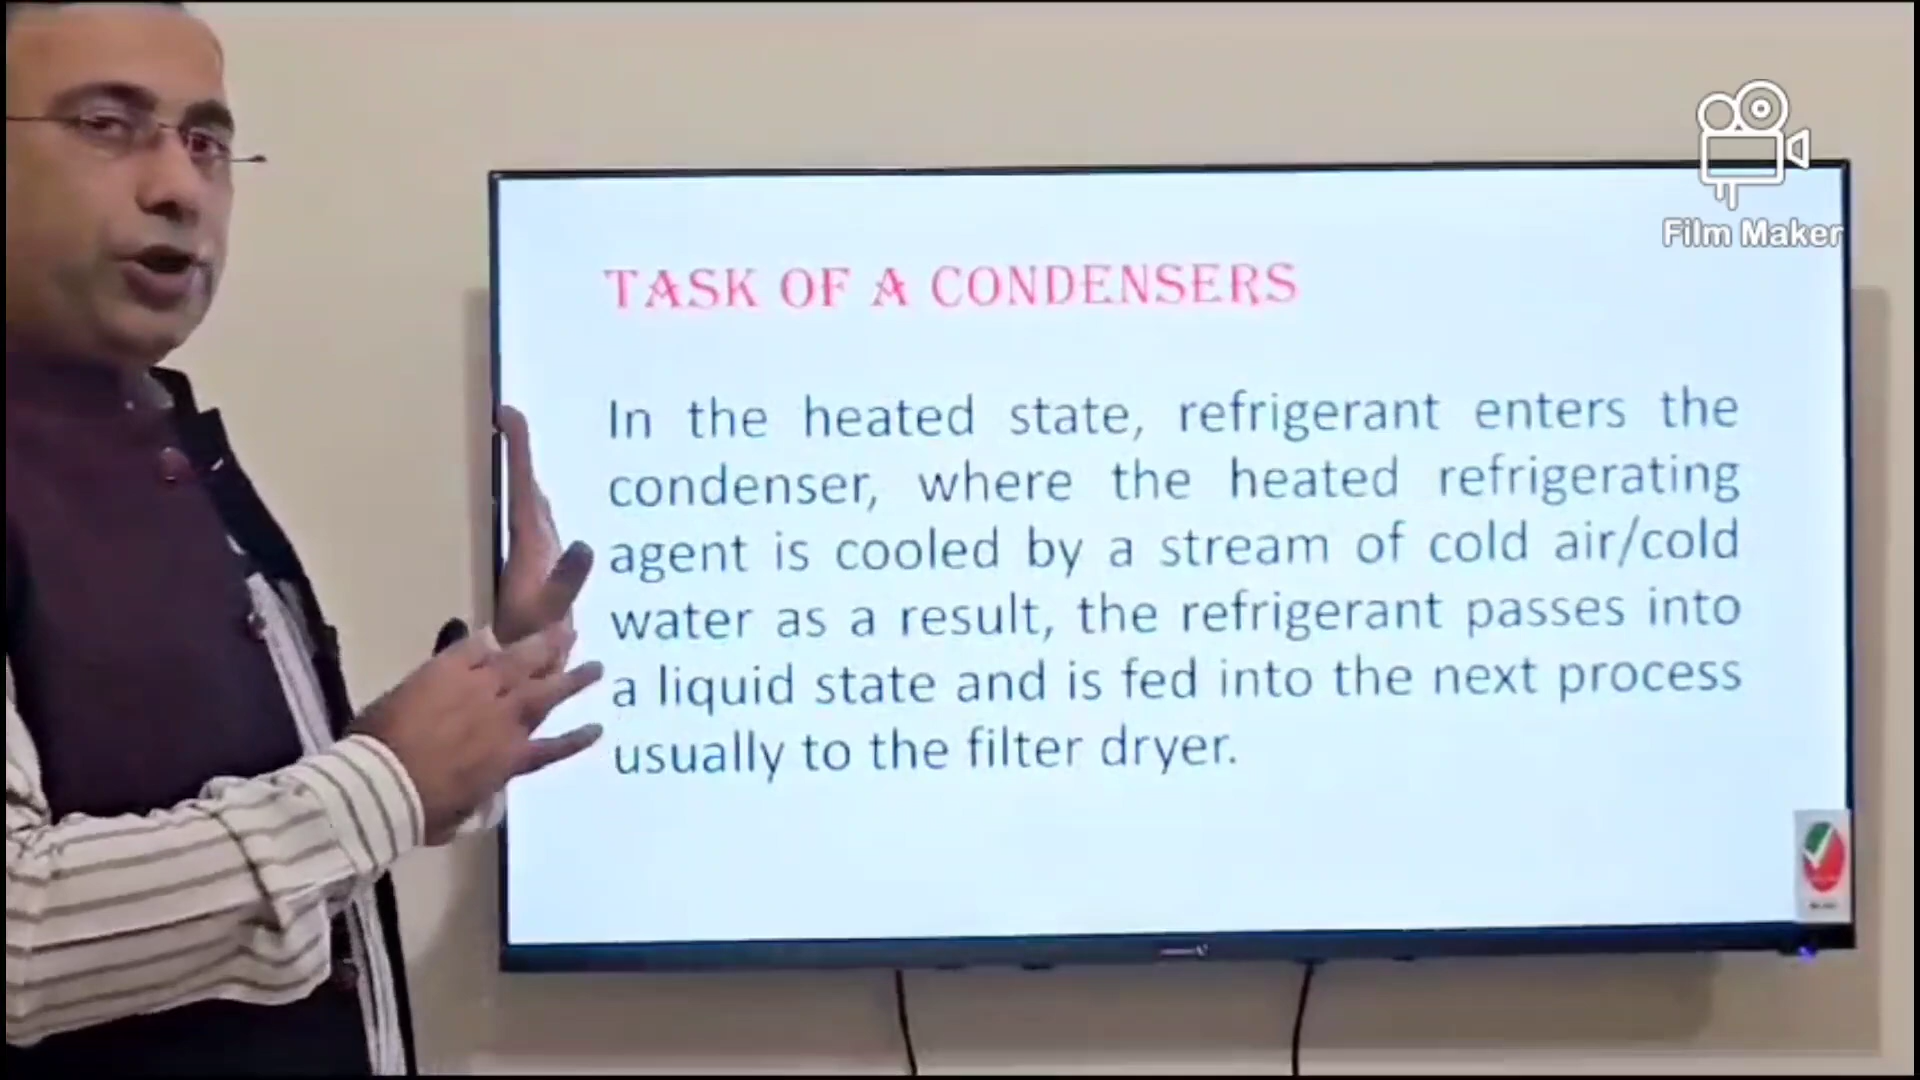 Film Maker
TASK OF A CONDENSERS
In the heated state, refrigerant enters the
condenser, where the heated refrigerating
agent is cooled by a stream of cold air/cold
water as a result, the refrigerant passes into
a liquid state and is fed into the next process
usually to the filter dryer.